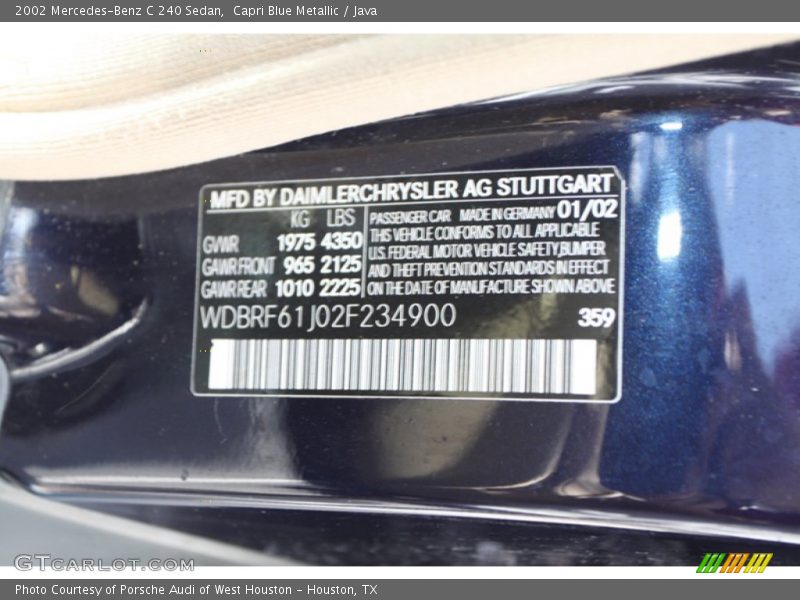 2002 Mercedes-Benz C 240 Sedan, Capri Blue Metallic / Java
MFD BY DAIMLERCHRYSLER AG STUTTGART
KG LBS
GVWR 1975 4350
GAWR FRONT 965 2125
GAWR REAR 1010 2225
PASSENGER CAR MADE IN GERMANY 01/02
THIS VEHICLE CONFORMS TO ALL APPLICABLE
U.S. FEDERAL MOTOR VEHICLE SAFETY,BUMPER
AND THEFT PREVENTION STANDARDS IN EFFECT
ON THE DATE OF MANUFACTURE SHOWN ABOVE
WDBRF61J02F234900 359
GTCARLOT.COM
Photo Courtesy of Porsche Audi of West Houston - Houston, TX